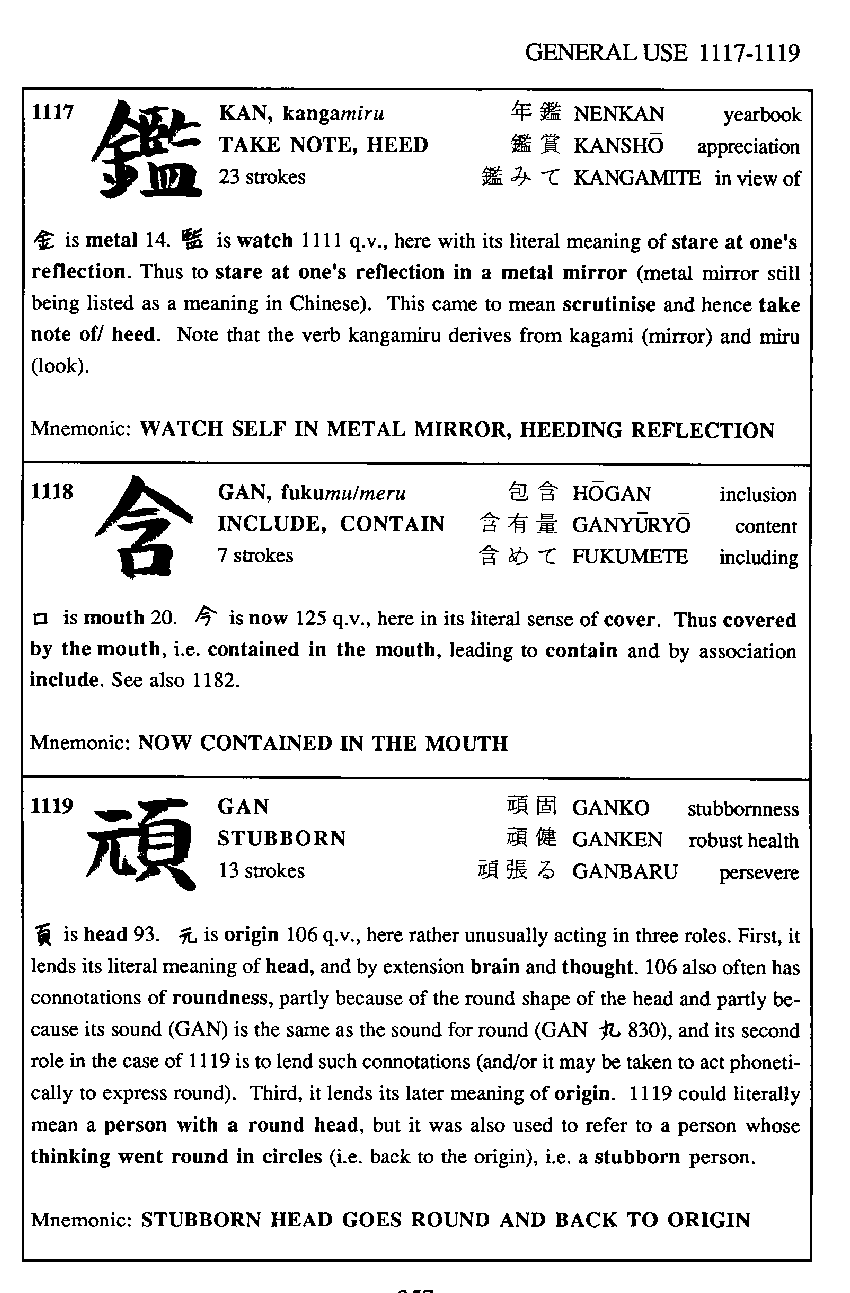 GENERAL USE 1117-1119
1117 鑑 KAN, kangamiru 年鑑 NENKAN yearbook
TAKE NOTE, HEED 鑑賞 KANSHŌ appreciation
23 strokes 鑑みて KANGAMITE in view of
金 is metal 14. 監 is watch 1111 q.v., here with its literal meaning of stare at one's
reflection. Thus to stare at one's reflection in a metal mirror (metal mirror still
being listed as a meaning in Chinese). This came to mean scrutinise and hence take
note of/ heed. Note that the verb kangamiru derives from kagami (mirror) and miru
(look).
Mnemonic: WATCH SELF IN METAL MIRROR, HEEDING REFLECTION
1118 含 GAN, fukumu/meru 包含 HŌGAN inclusion
INCLUDE, CONTAIN 含有量 GANYŪRYŌ content
7 strokes 含めて FUKUMETE including
口 is mouth 20. 今 is now 125 q.v., here in its literal sense of cover. Thus covered
by the mouth, i.e. contained in the mouth, leading to contain and by association
include. See also 1182.
Mnemonic: NOW CONTAINED IN THE MOUTH
1119 頑 GAN 頑固 GANKO stubbornness
STUBBORN 頑健 GANKEN robust health
13 strokes 頑張る GANBARU persevere
頁 is head 93. 元 is origin 106 q.v., here rather unusually acting in three roles. First, it
lends its literal meaning of head, and by extension brain and thought. 106 also often has
connotations of roundness, partly because of the round shape of the head and partly be-
cause its sound (GAN) is the same as the sound for round (GAN 丸 830), and its second
role in the case of 1119 is to lend such connotations (and/or it may be taken to act phoneti-
cally to express round). Third, it lends its later meaning of origin. 1119 could literally
mean a person with a round head, but it was also used to refer to a person whose
thinking went round in circles (i.e. back to the origin), i.e. a stubborn person.
Mnemonic: STUBBORN HEAD GOES ROUND AND BACK TO ORIGIN